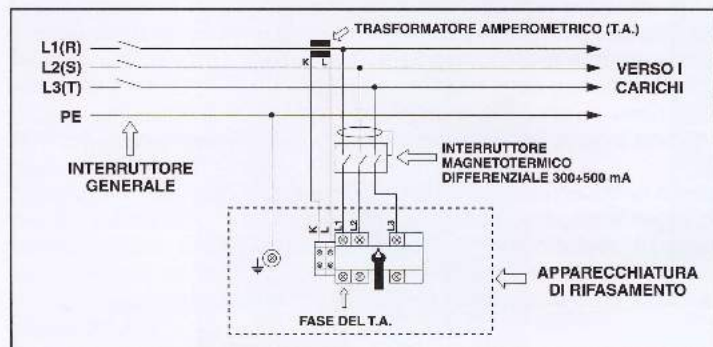 TRASFORMATORE AMPEROMETRICO (T.A.)
L1(R)
L2(S)
L3(T)
PE
K L
VERSO I
CARICHI
INTERRUTTORE
GENERALE
INTERRUTTORE
MAGNETOTERMICO
DIFFERENZIALE 300÷500 mA
K L L1 L2 L3
APPARECCHIATURA
DI RIFASAMENTO
FASE DEL T.A.